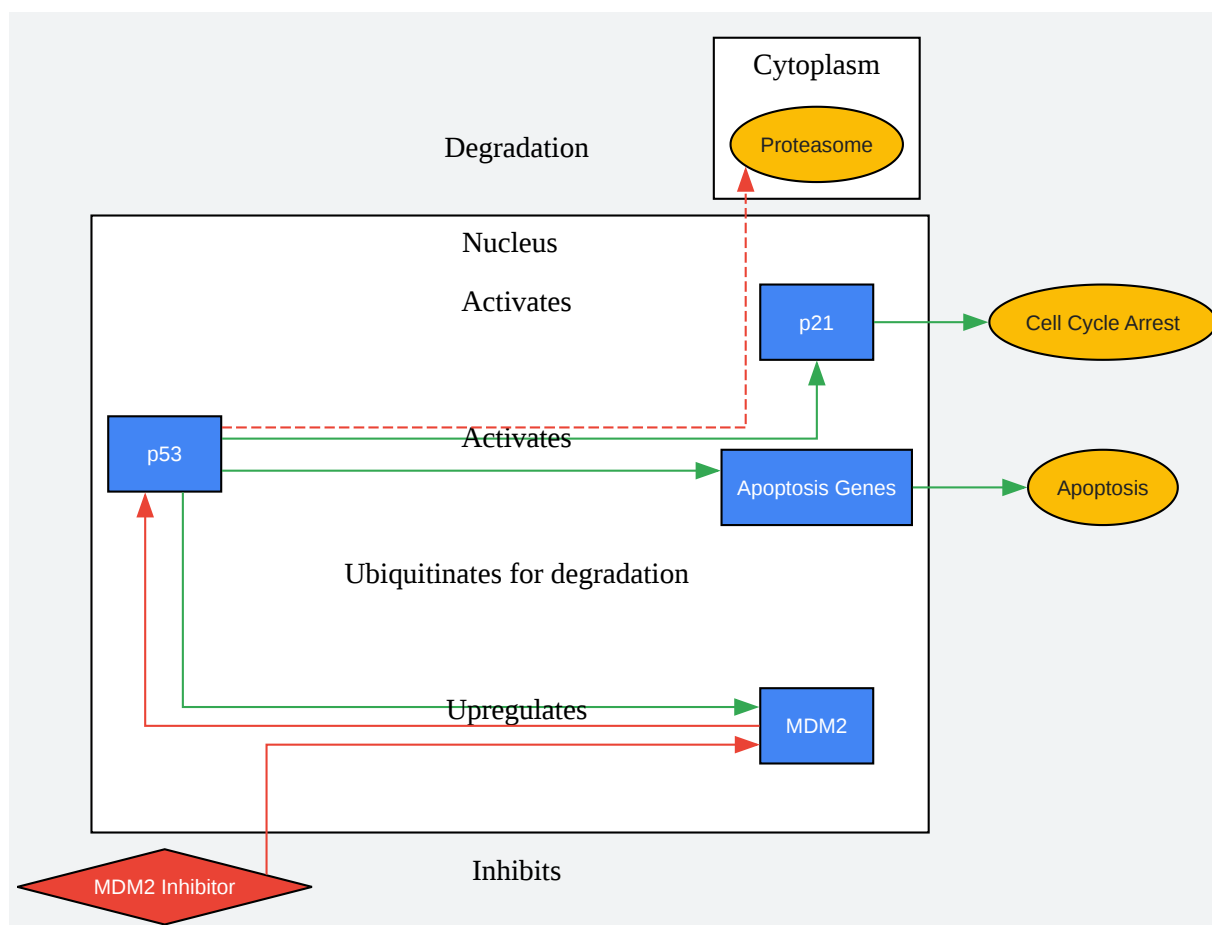 Cytoplasm
Proteasome
Degradation
Nucleus
Activates
p21
Cell Cycle Arrest
Activates
p53
Apoptosis Genes
Apoptosis
Ubiquitinates for degradation
Upregulates
MDM2
Inhibits
MDM2 Inhibitor